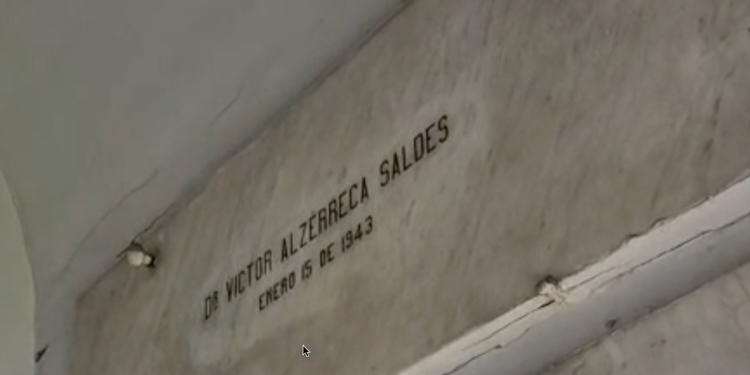 DR VICTOR ALZERRECA SALDES
ENERO 15 DE 1943